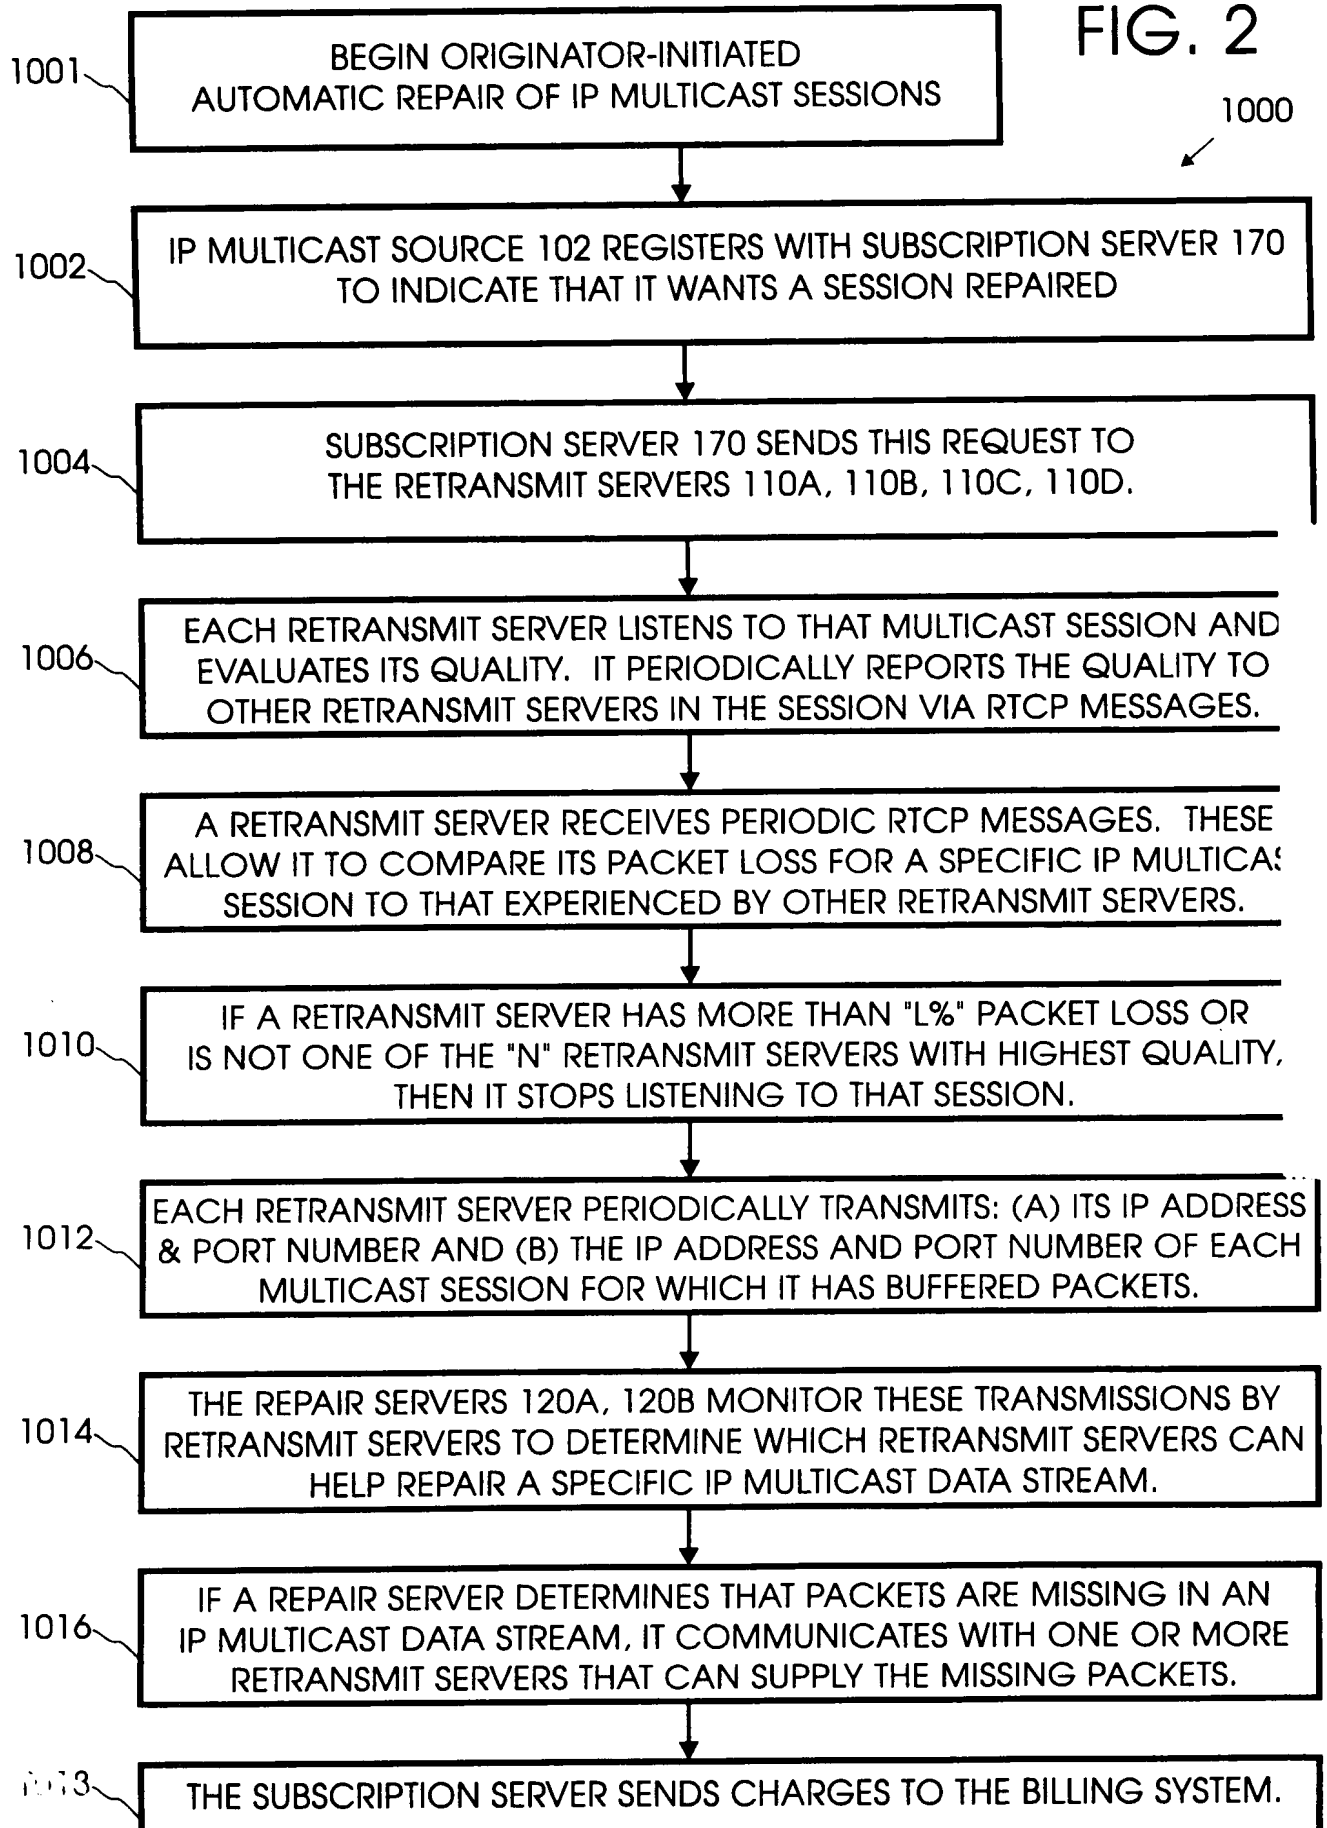 FIG. 2
1000
1001
BEGIN ORIGINATOR-INITIATED
AUTOMATIC REPAIR OF IP MULTICAST SESSIONS
1002
IP MULTICAST SOURCE 102 REGISTERS WITH SUBSCRIPTION SERVER 170
TO INDICATE THAT IT WANTS A SESSION REPAIRED
1004
SUBSCRIPTION SERVER 170 SENDS THIS REQUEST TO
THE RETRANSMIT SERVERS 110A, 110B, 110C, 110D.
1006
EACH RETRANSMIT SERVER LISTENS TO THAT MULTICAST SESSION AND
EVALUATES ITS QUALITY. IT PERIODICALLY REPORTS THE QUALITY TO
OTHER RETRANSMIT SERVERS IN THE SESSION VIA RTCP MESSAGES.
1008
A RETRANSMIT SERVER RECEIVES PERIODIC RTCP MESSAGES. THESE
ALLOW IT TO COMPARE ITS PACKET LOSS FOR A SPECIFIC IP MULTICAS
SESSION TO THAT EXPERIENCED BY OTHER RETRANSMIT SERVERS.
1010
IF A RETRANSMIT SERVER HAS MORE THAN "L%" PACKET LOSS OR
IS NOT ONE OF THE "N" RETRANSMIT SERVERS WITH HIGHEST QUALITY,
THEN IT STOPS LISTENING TO THAT SESSION.
1012
EACH RETRANSMIT SERVER PERIODICALLY TRANSMITS: (A) ITS IP ADDRESS
& PORT NUMBER AND (B) THE IP ADDRESS AND PORT NUMBER OF EACH
MULTICAST SESSION FOR WHICH IT HAS BUFFERED PACKETS.
1014
THE REPAIR SERVERS 120A, 120B MONITOR THESE TRANSMISSIONS BY
RETRANSMIT SERVERS TO DETERMINE WHICH RETRANSMIT SERVERS CAN
HELP REPAIR A SPECIFIC IP MULTICAST DATA STREAM.
1016
IF A REPAIR SERVER DETERMINES THAT PACKETS ARE MISSING IN AN
IP MULTICAST DATA STREAM, IT COMMUNICATES WITH ONE OR MORE
RETRANSMIT SERVERS THAT CAN SUPPLY THE MISSING PACKETS.
THE SUBSCRIPTION SERVER SENDS CHARGES TO THE BILLING SYSTEM.